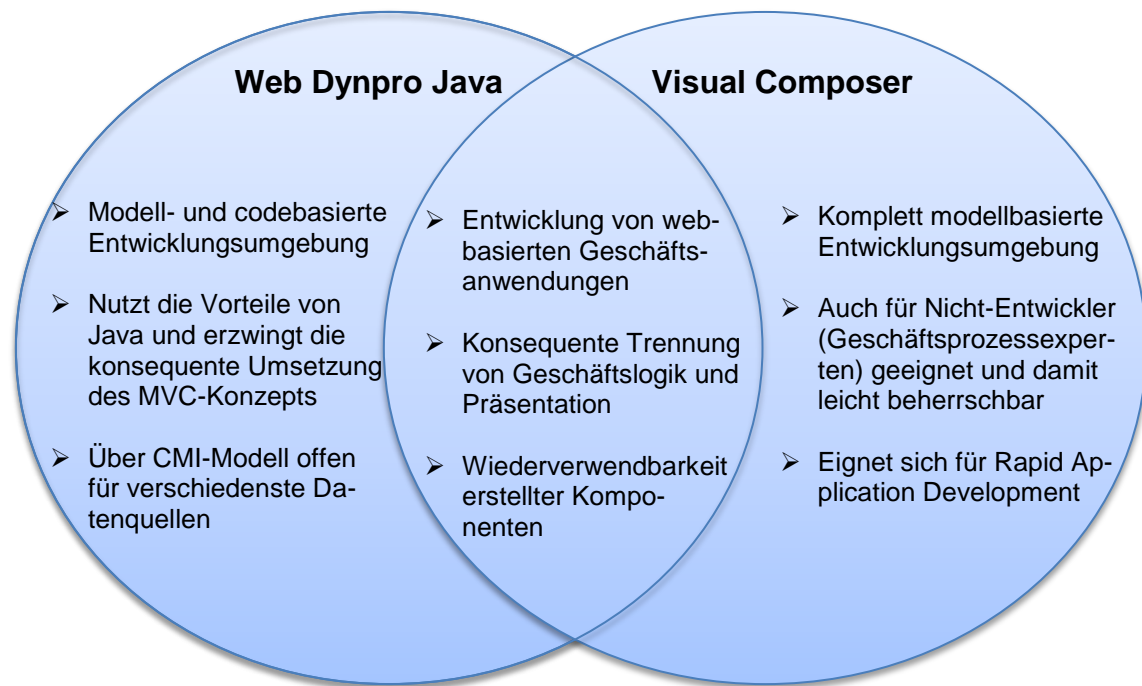 Web Dynpro Java
Visual Composer
➢ Modell- und codebasierte
Entwicklungsumgebung
➢ Nutzt die Vorteile von
Java und erzwingt die
konsequente Umsetzung
des MVC-Konzepts
➢ Über CMI-Modell offen
für verschiedenste Da-
tenquellen
➢ Entwicklung von web-
basierten Geschäfts-
anwendungen
➢ Konsequente Trennung
von Geschäftslogik und
Präsentation
➢ Wiederverwendbarkeit
erstellter Kompo-
nenten
➢ Komplett modellbasierte
Entwicklungsumgebung
➢ Auch für Nicht-Entwickler
(Geschäftsprozessexper-
ten) geeignet und damit
leicht beherrschbar
➢ Eignet sich für Rapid Ap-
plication Development